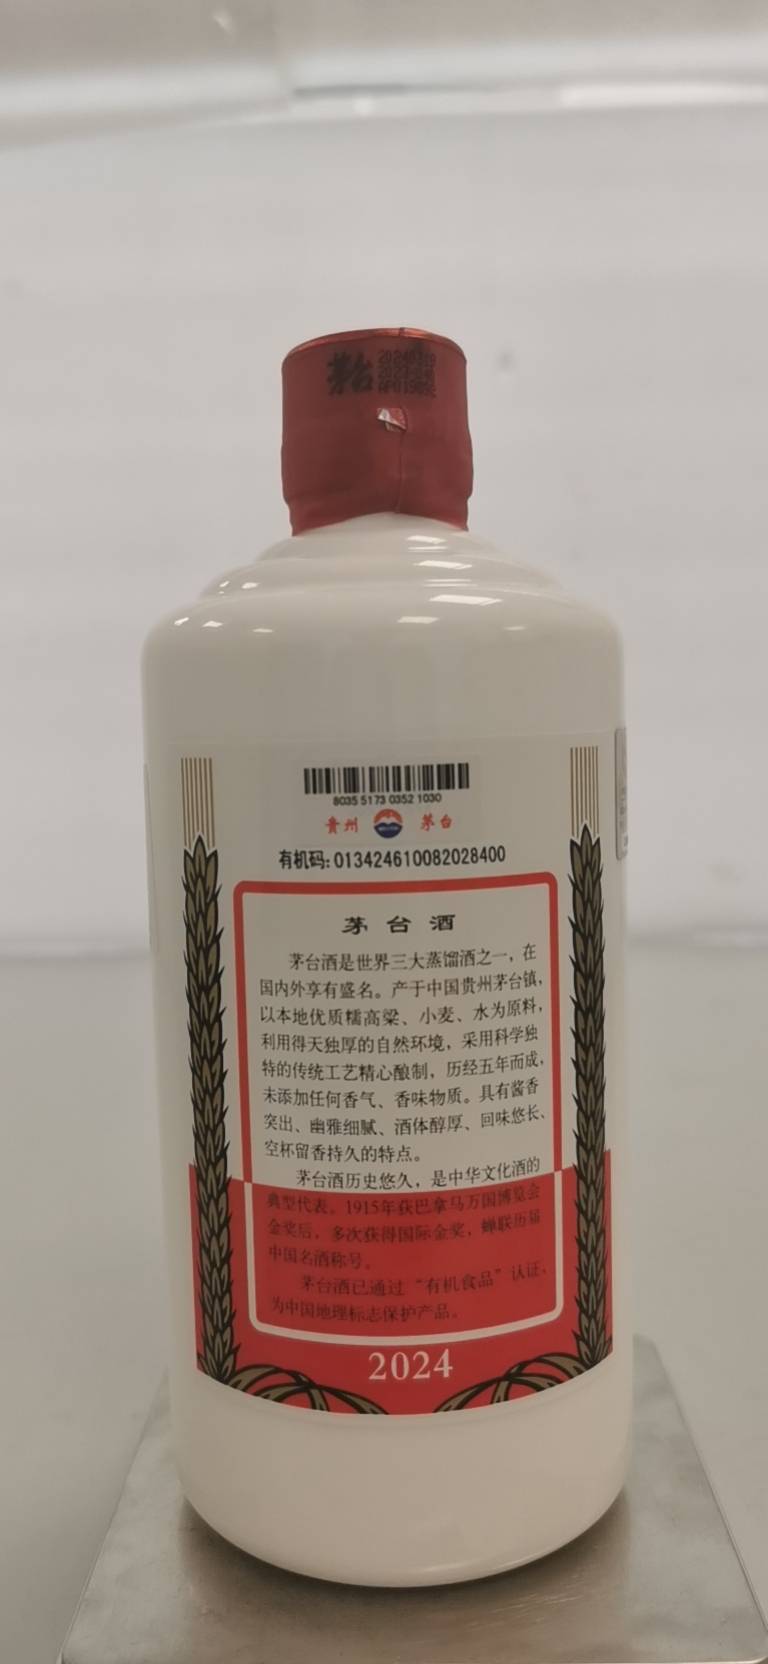 茅台
8035 5173 0352 1030
贵州 茅台
有机码:013424610082028400
茅台酒
茅台酒是世界三大蒸馏酒之一，在
国内外享有盛名。产于中国贵州茅台镇，
以本地优质糯高粱、小麦、水为原料，
利用得天独厚的自然环境，采用科学独
特的传统工艺精心酿制，历经五年而成，
未添加任何香气、香味物质。具有酱香
突出、幽雅细腻、酒体醇厚、回味悠长、
空杯留香持久的特点。
茅台酒历史悠久，是中华文化酒的
典型代表。1915年获巴拿马万国博览会
金奖后，多次获得国际金奖，蝉联历届
中国名酒称号。
茅台酒已通过“有机食品”认证，
为中国地理标志保护产品。
2024